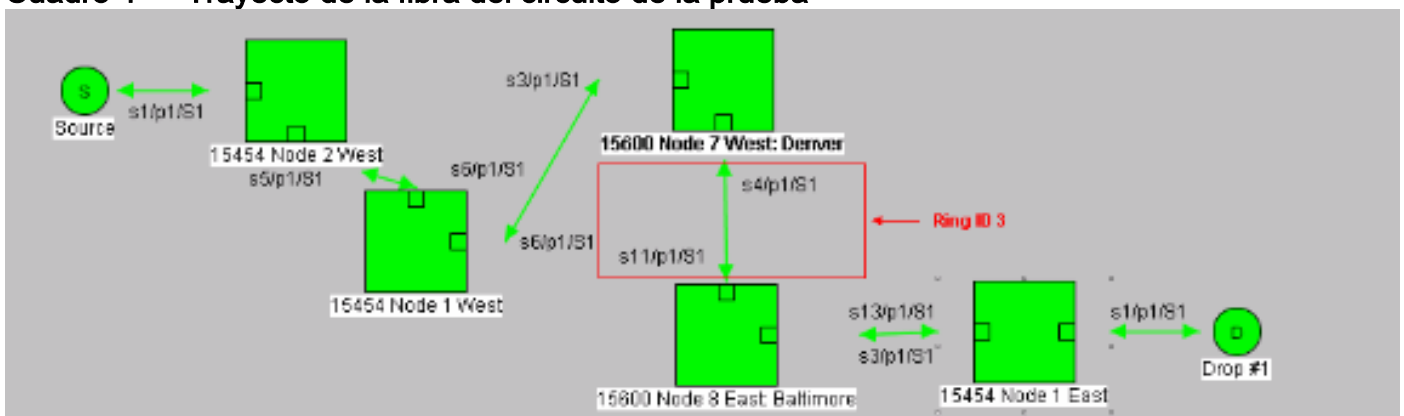 Cuadro 1 — Trayecto de la fibra del circuito de la prueba
S
s1/p1/S1
Source
15454 Node 2 West
s5/p1/S1
s6/p1/S1
15454 Node 1 West
s3/p1/S1
s6/p1/S1
15600 Node 7 West: Denver
s4/p1/S1
Ring ID 3
s11/p1/S1
15600 Node 8 East: Baltimore
s13/p1/S1
s3/p1/S1
15454 Node 1 East
s1/p1/S1
D
Drop #1